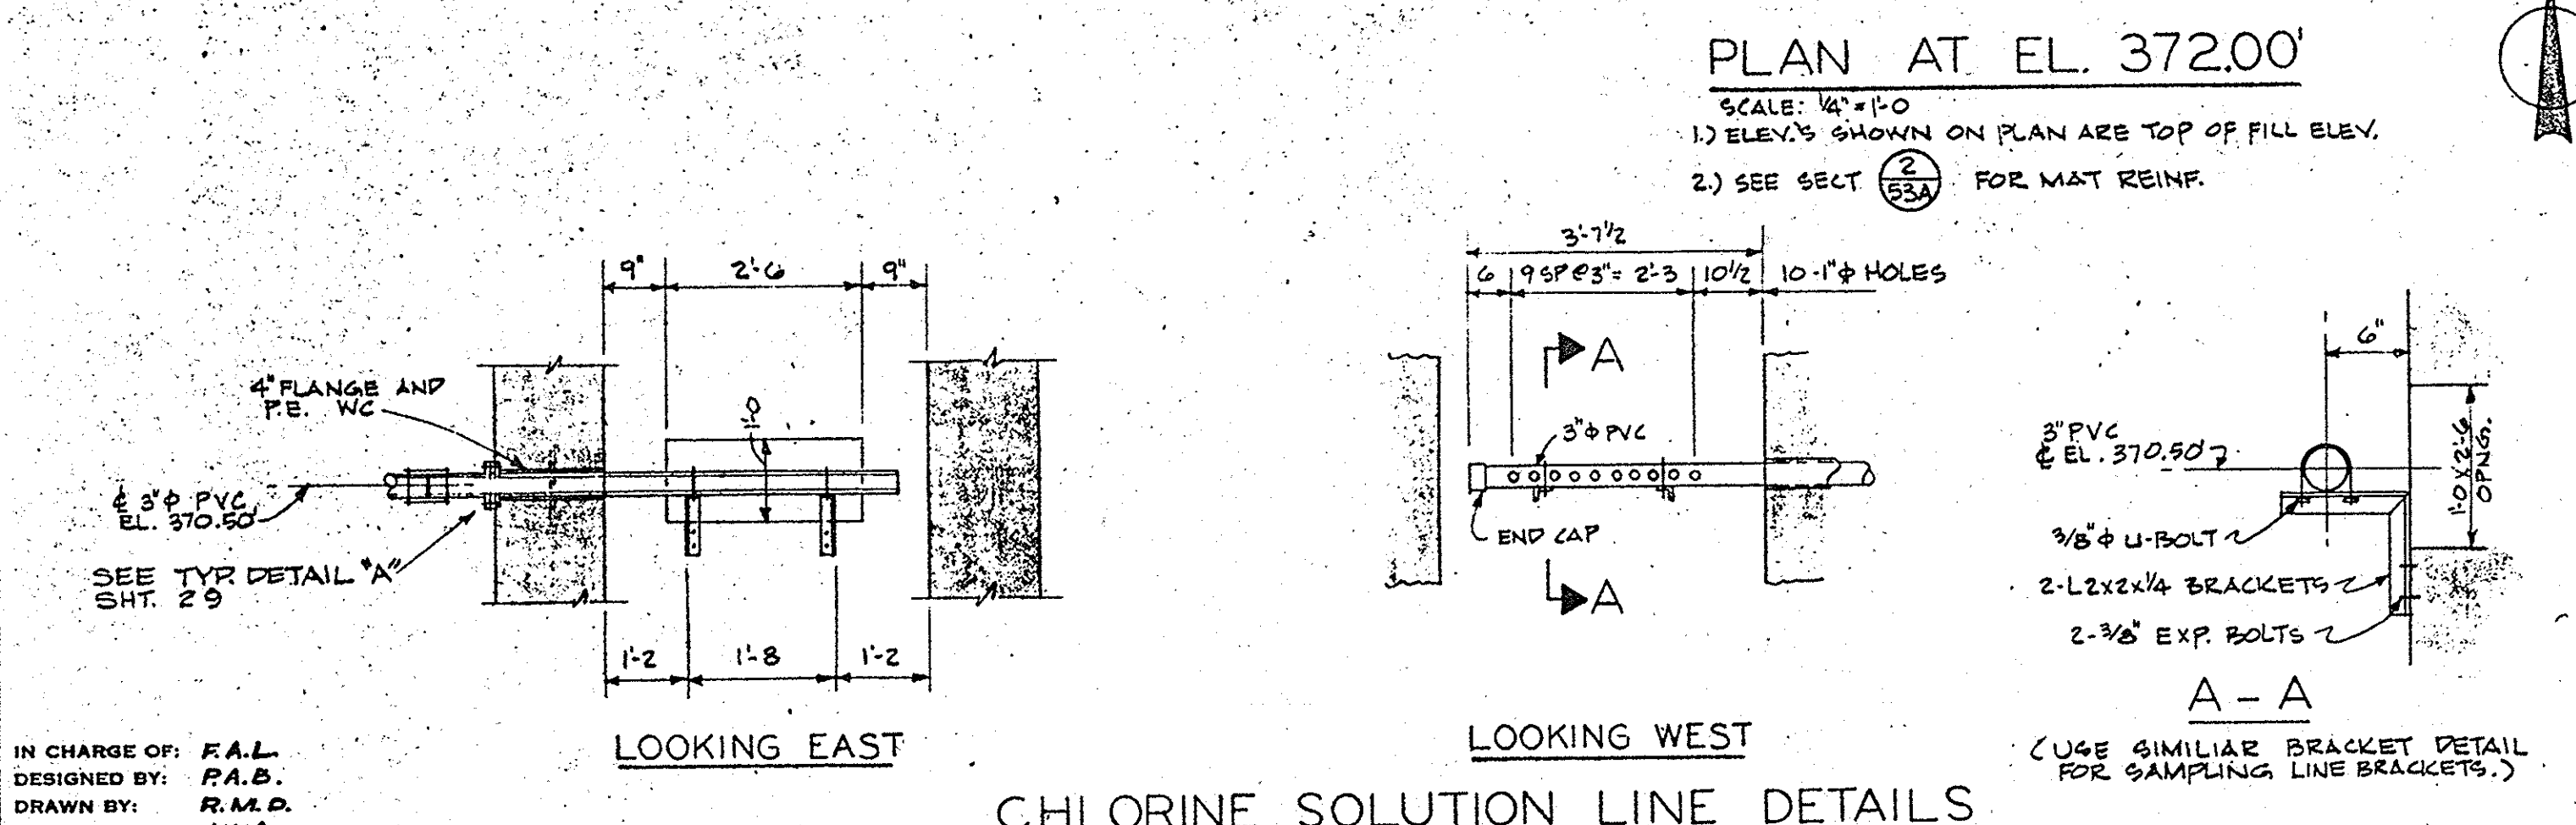 PLAN AT EL. 372.00'
SCALE: 1/4" = 1'-0
1.) ELEV.'S SHOWN ON PLAN ARE TOP OF FILL ELEV.
2.) SEE SECT 2/53A FOR MAT REINF.
9" 2'-6 9"
4" FLANGE AND
P.E. WC
1'-0
℄ 3"φ PVC
EL. 370.50'
SEE TYP. DETAIL "A"
SHT. 29
1'-2 1'-8 1'-2
LOOKING EAST
3'-7 1/2
6 9 SP @ 3" = 2'-3 10 1/2 10-1"φ HOLES
A
3"φ PVC
END CAP
A
LOOKING WEST
6"
3" PVC
℄ EL. 370.50'
1'-0 x 2'-6
OPNG.
3/8"φ U-BOLT
2-L2x2x1/4 BRACKETS
2-3/8" EXP. BOLTS
A - A
(USE SIMILIAR BRACKET DETAIL
FOR SAMPLING LINE BRACKETS.)
IN CHARGE OF: F.A.L.
DESIGNED BY: P.A.B.
DRAWN BY: R.M.D.
CHLORINE SOLUTION LINE DETAILS